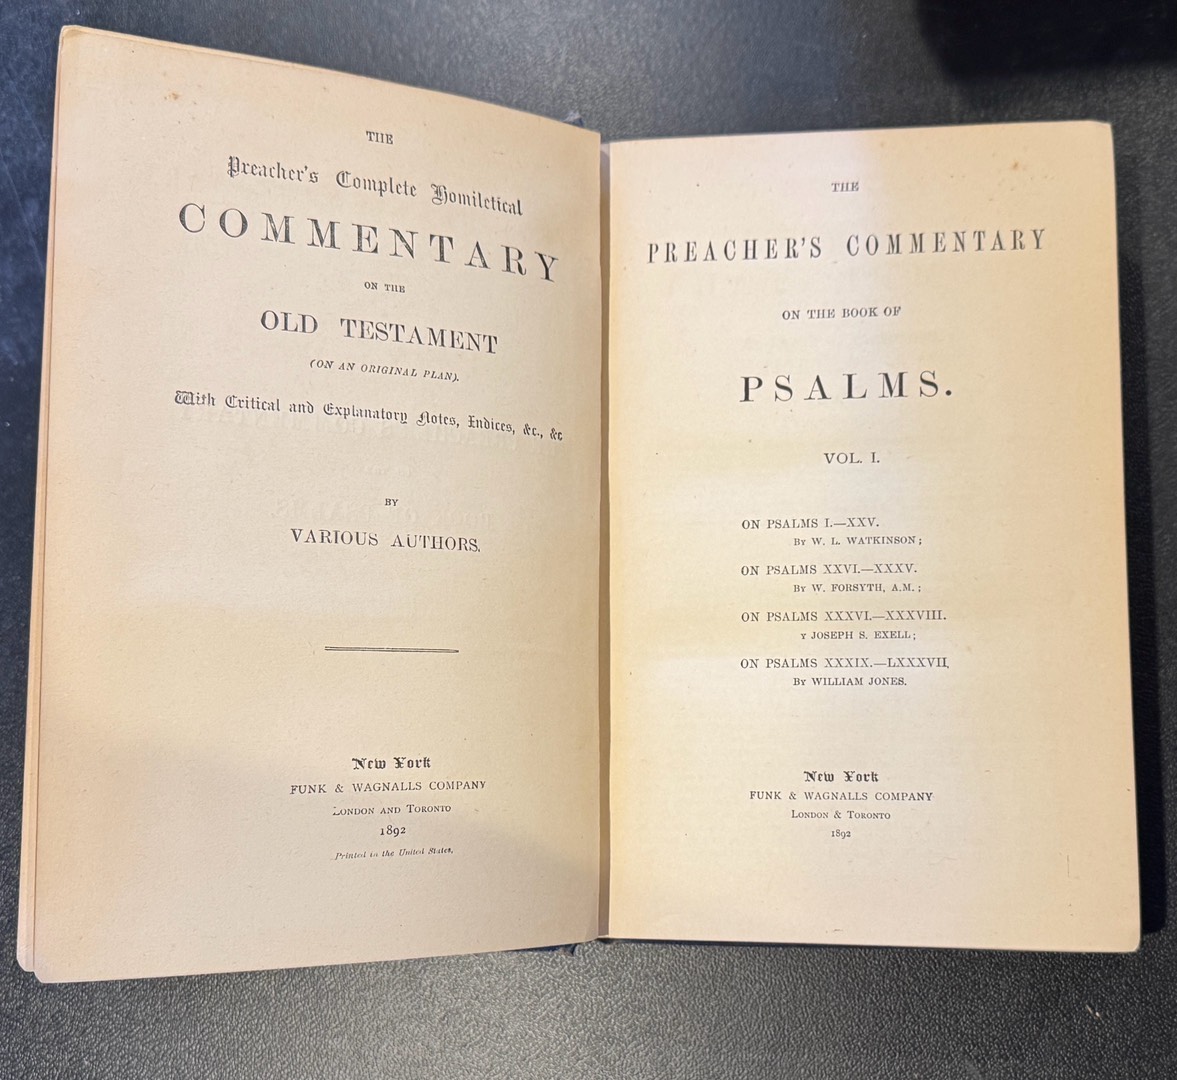 THE
Preacher's Complete Homiletical
COMMENTARY
ON THE
OLD TESTAMENT
(ON AN ORIGINAL PLAN).
With Critical and Explanatory Notes, Indices, &c., &c
BY
VARIOUS AUTHORS.
New York
FUNK & WAGNALLS COMPANY
LONDON AND TORONTO
1892
Printed in the United States.
THE
PREACHER'S COMMENTARY
ON THE BOOK OF
PSALMS.
VOL. I.
ON PSALMS I.—XXV.
BY W. L. WATKINSON;
ON PSALMS XXVI.—XXXV.
BY W. FORSYTH, A.M.;
ON PSALMS XXXVI.—XXXVIII.
Y JOSEPH S. EXELL;
ON PSALMS XXXIX.—LXXXVII,
BY WILLIAM JONES.
New York
FUNK & WAGNALLS COMPANY
LONDON & TORONTO
1892